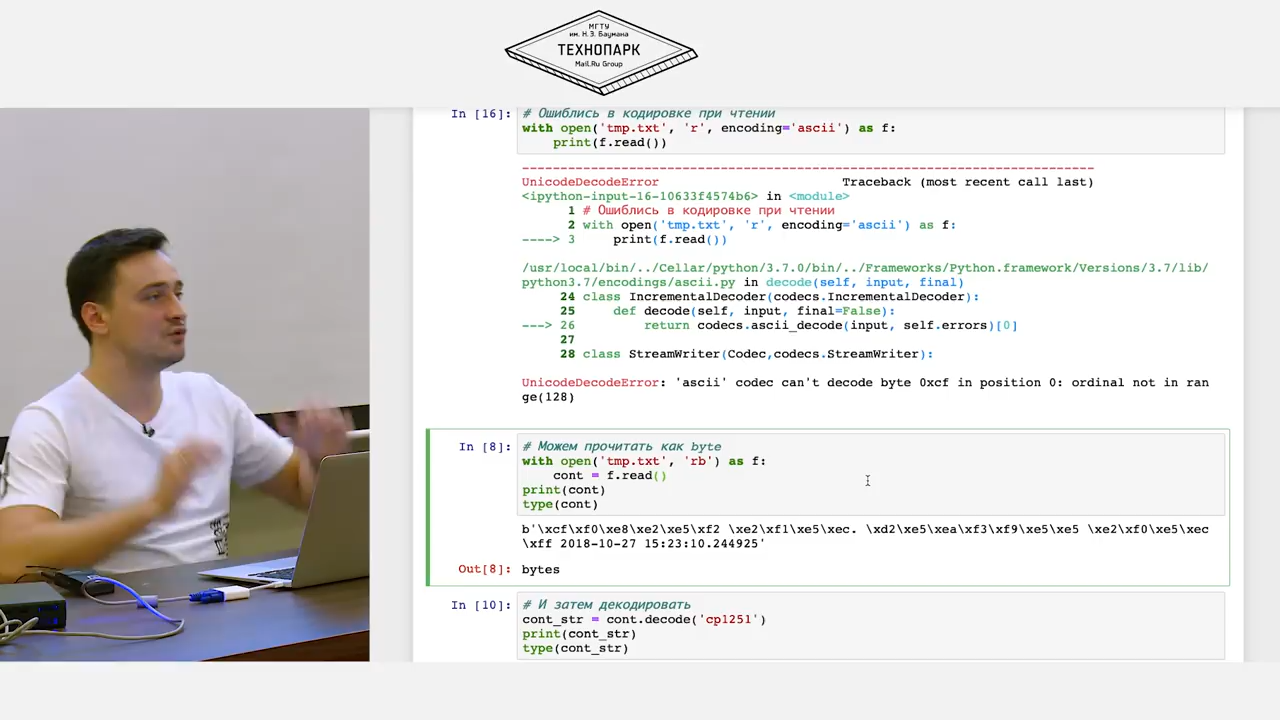 МГТУ
им. Н.Э. Баумана
ТЕХНОПАРК
Mail.Ru Group
In [16]: # Ошиблись в кодировке при чтении
with open('tmp.txt', 'r', encoding='ascii') as f:
    print(f.read())
---------------------------------------------------------------------------
UnicodeDecodeError                        Traceback (most recent call last)
<ipython-input-16-10633f4574b6> in <module>
      1 # Ошиблись в кодировке при чтении
      2 with open('tmp.txt', 'r', encoding='ascii') as f:
----> 3     print(f.read())
/usr/local/bin/../Cellar/python/3.7.0/bin/../Frameworks/Python.framework/Versions/3.7/lib/
python3.7/encodings/ascii.py in decode(self, input, final)
     24 class IncrementalDecoder(codecs.IncrementalDecoder):
     25     def decode(self, input, final=False):
---> 26         return codecs.ascii_decode(input, self.errors)[0]
     27
     28 class StreamWriter(Codec,codecs.StreamWriter):
UnicodeDecodeError: 'ascii' codec can't decode byte 0xcf in position 0: ordinal not in ran
ge(128)
In [8]: # Можем прочитать как byte
with open('tmp.txt', 'rb') as f:
    cont = f.read()
print(cont)
type(cont)
b'\xcf\xf0\xe8\xe2\xe5\xf2 \xe2\xf1\xe5\xec. \xd2\xe5\xea\xf3\xf9\xe5\xe5 \xe2\xf0\xe5\xec
\xff 2018-10-27 15:23:10.244925'
Out[8]: bytes
In [10]: # И затем декодировать
cont_str = cont.decode('cp1251')
print(cont_str)
type(cont_str)